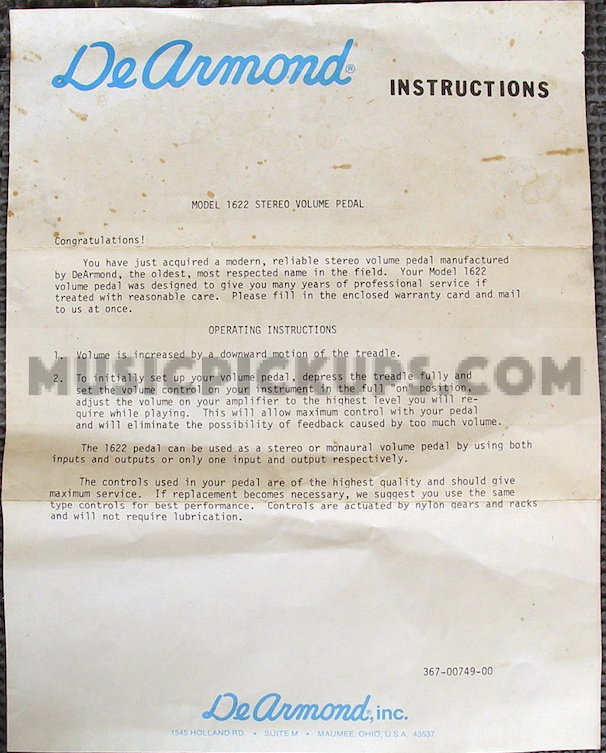 DeArmond®
INSTRUCTIONS
MODEL 1622 STEREO VOLUME PEDAL
Congratulations!
You have just acquired a modern, reliable stereo volume pedal manufactured
by DeArmond, the oldest, most respected name in the field. Your Model 1622
volume pedal was designed to give you many years of professional service if
treated with reasonable care. Please fill in the enclosed warranty card and mail
to us at once.
OPERATING INSTRUCTIONS
1. Volume is increased by a downward motion of the treadle.
MUSICPICKUPS.COM
2. To initially set up your volume pedal, depress the treadle fully and
set the volume control on your instrument in the full "on" position,
adjust the volume on your amplifier to the highest level you will re-
quire while playing. This will allow maximum control with your pedal
and will eliminate the possibility of feedback caused by too much volume.
The 1622 pedal can be used as a stereo or monaural volume pedal by using both
inputs and outputs or only one input and output respectively.
The controls used in your pedal are of the highest quality and should give
maximum service. If replacement becomes necessary, we suggest you use the same
type controls for best performance. Controls are actuated by nylon gears and racks
and will not require lubrication.
367-00749-00
DeArmond®, inc.
1545 HOLLAND RD. • SUITE M • MAUMEE, OHIO, U.S.A. 43537